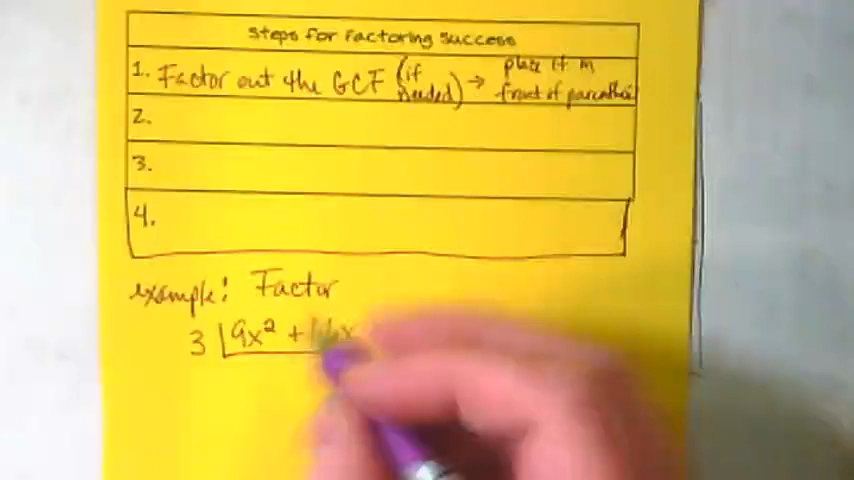 Steps for Factoring Success
1. Factor out the GCF (if needed) → place it in front of parenthesis
2.
3.
4.
example: Factor
3 9x² +